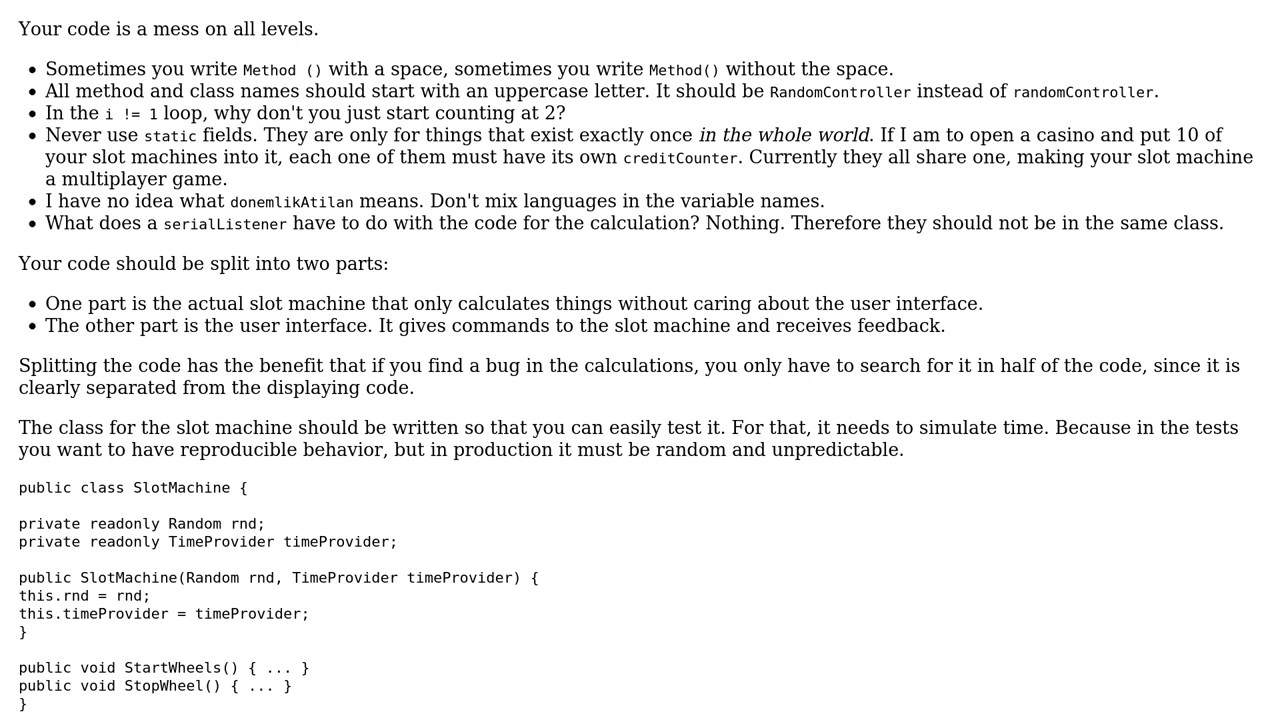 Your code is a mess on all levels.
• Sometimes you write Method () with a space, sometimes you write Method() without the space.
• All method and class names should start with an uppercase letter. It should be RandomController instead of randomController.
• In the i != 1 loop, why don't you just start counting at 2?
• Never use static fields. They are only for things that exist exactly once in the whole world. If I am to open a casino and put 10 of
your slot machines into it, each one of them must have its own creditCounter. Currently they all share one, making your slot machine
a multiplayer game.
• I have no idea what donemlikAtilan means. Don't mix languages in the variable names.
• What does a serialListener have to do with the code for the calculation? Nothing. Therefore they should not be in the same class.
Your code should be split into two parts:
• One part is the actual slot machine that only calculates things without caring about the user interface.
• The other part is the user interface. It gives commands to the slot machine and receives feedback.
Splitting the code has the benefit that if you find a bug in the calculations, you only have to search for it in half of the code, since it is
clearly separated from the displaying code.
The class for the slot machine should be written so that you can easily test it. For that, it needs to simulate time. Because in the tests
you want to have reproducible behavior, but in production it must be random and unpredictable.
public class SlotMachine {
private readonly Random rnd;
private readonly TimeProvider timeProvider;
public SlotMachine(Random rnd, TimeProvider timeProvider) {
this.rnd = rnd;
this.timeProvider = timeProvider;
}
public void StartWheels() { ... }
public void StopWheel() { ... }
}